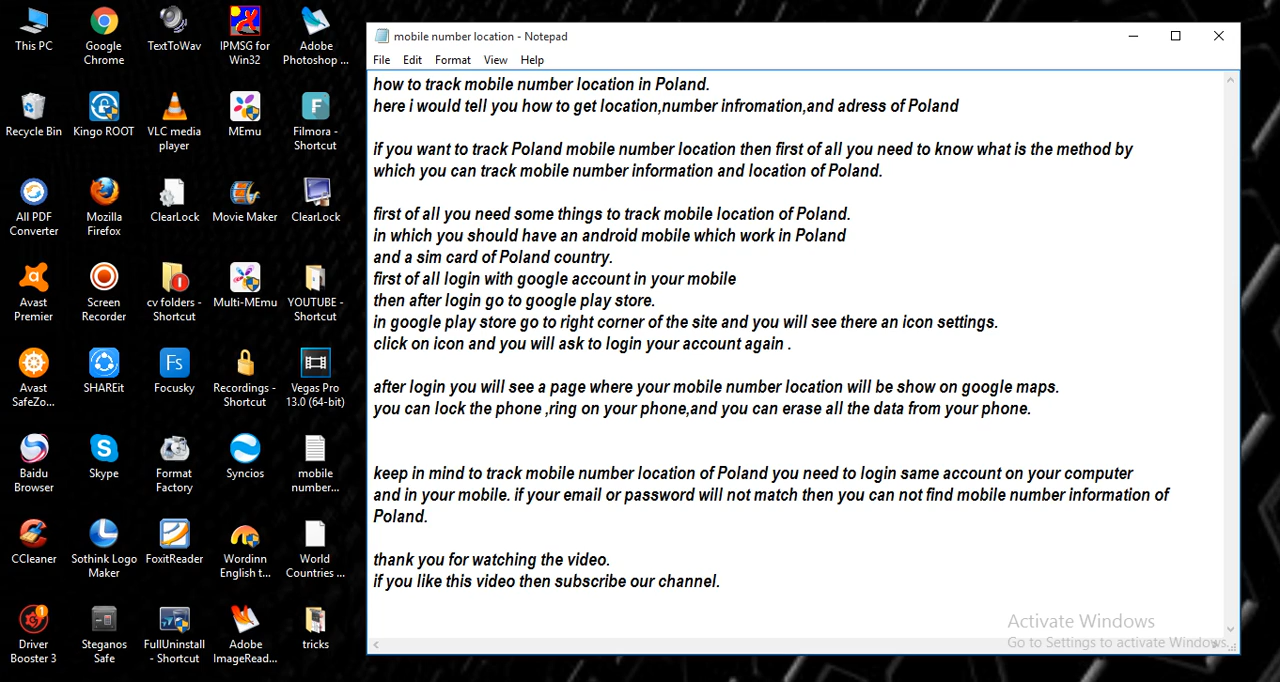 This PC
Google
Chrome
TextToWav
IPMSG for
Win32
Adobe
Photoshop ...
Recycle Bin
Kingo ROOT
VLC media
player
MEmu
Filmora -
Shortcut
All PDF
Converter
Mozilla
Firefox
ClearLock
Movie Maker
ClearLock
Avast
Premier
Screen
Recorder
cv folders -
Shortcut
Multi-MEmu
YOUTUBE -
Shortcut
Avast
SafeZo...
SHAREit
Fs
Focusky
Recordings -
Shortcut
Vegas Pro
13.0 (64-bit)
Baidu
Browser
Skype
Format
Factory
Syncios
mobile
number...
CCleaner
Sothink Logo
Maker
FoxitReader
Wordinn
English t...
World
Countries ...
Driver
Booster 3
Steganos
Safe
FullUninstall
- Shortcut
Adobe
ImageRead...
tricks
mobile number location - Notepad
File Edit Format View Help
how to track mobile number location in Poland.
here i would tell you how to get location,number infromation,and adress of Poland
if you want to track Poland mobile number location then first of all you need to know what is the method by
which you can track mobile number information and location of Poland.
first of all you need some things to track mobile location of Poland.
in which you should have an android mobile which work in Poland
and a sim card of Poland country.
first of all login with google account in your mobile
then after login go to google play store.
in google play store go to right corner of the site and you will see there an icon settings.
click on icon and you will ask to login your account again .
after login you will see a page where your mobile number location will be show on google maps.
you can lock the phone ,ring on your phone,and you can erase all the data from your phone.
keep in mind to track mobile number location of Poland you need to login same account on your computer
and in your mobile. if your email or password will not match then you can not find mobile number information of
Poland.
thank you for watching the video.
if you like this video then subscribe our channel.
Activate Windows
Go to Settings to activate Windows.